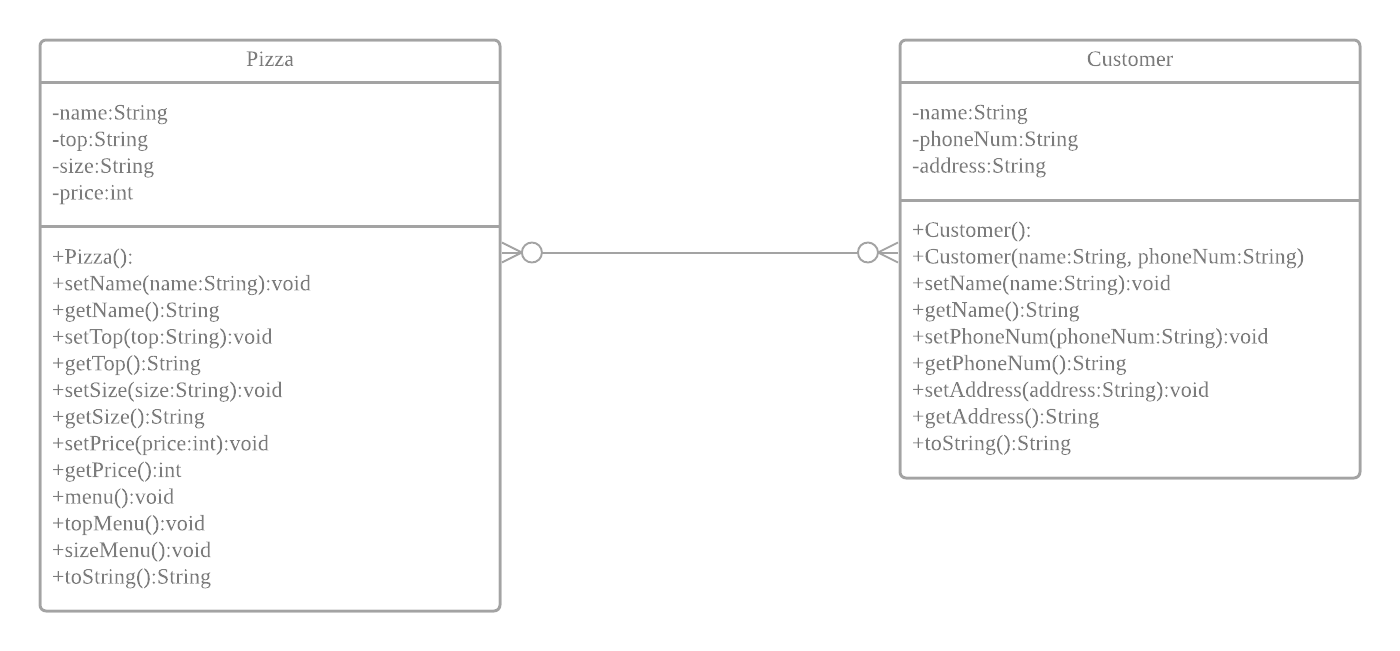 Pizza
-name:String
-top:String
-size:String
-price:int
+Pizza():
+setName(name:String):void
+getName():String
+setTop(top:String):void
+getTop():String
+setSize(size:String):void
+getSize():String
+setPrice(price:int):void
+getPrice():int
+menu():void
+topMenu():void
+sizeMenu():void
+toString():String
Customer
-name:String
-phoneNum:String
-address:String
+Customer():
+Customer(name:String, phoneNum:String)
+setName(name:String):void
+getName():String
+setPhoneNum(phoneNum:String):void
+getPhoneNum():String
+setAddress(address:String):void
+getAddress():String
+toString():String